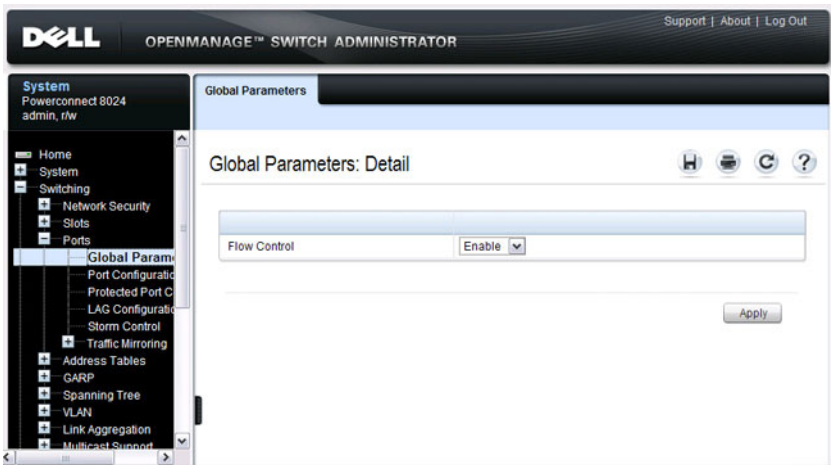 Support | About | Log Out
DELL
OPENMANAGE™ SWITCH ADMINISTRATOR
System
Powerconnect 8024
admin, r/w
Home
System
Switching
Network Security
Slots
Ports
Global Param
Port Configuratio
Protected Port C
LAG Configuratio
Storm Control
Traffic Mirroring
Address Tables
GARP
Spanning Tree
VLAN
Link Aggregation
Multicast Support
Global Parameters
Global Parameters: Detail
?
Flow Control
Enable
Apply